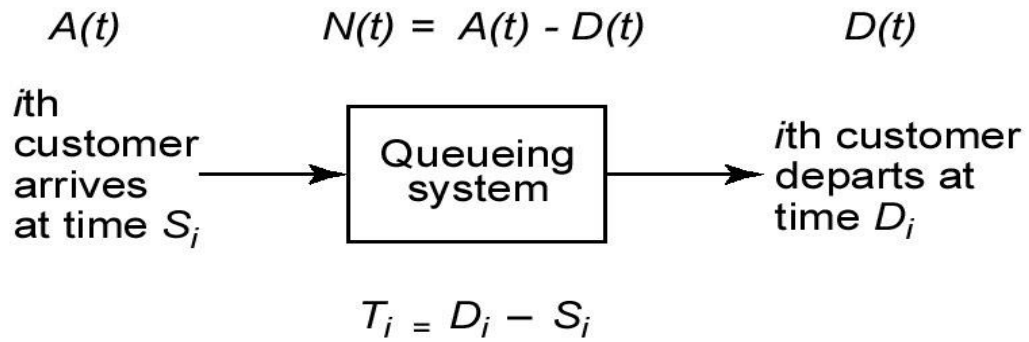 A(t)
N(t) = A(t) - D(t)
D(t)
ith
customer
arrives
at time Sᵢ
Queueing
system
ith customer
departs at
time Dᵢ
Tᵢ = Dᵢ − Sᵢ